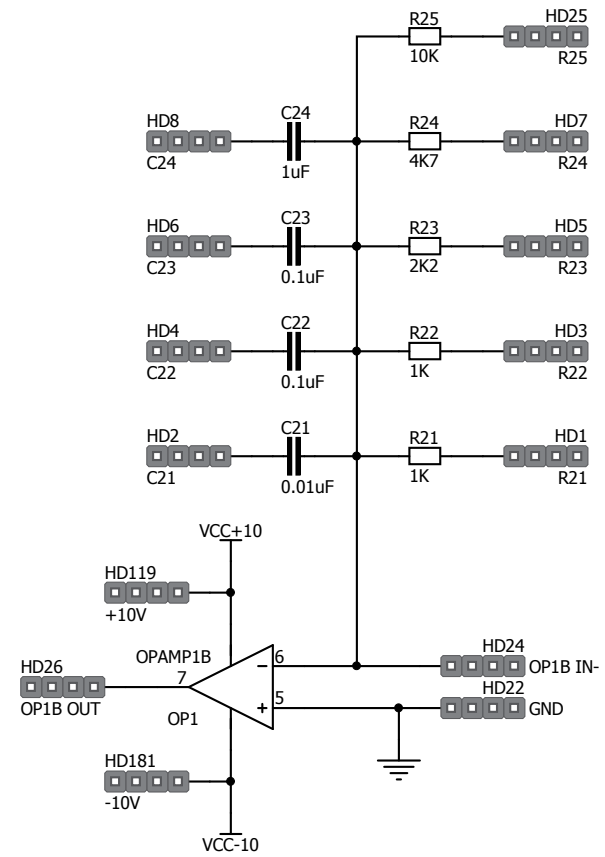 R25 HD25
10K R25
HD8 C24 R24 HD7
C24 1uF 4K7 R24
HD6 C23 R23 HD5
C23 0.1uF 2K2 R23
HD4 C22 R22 HD3
C22 0.1uF 1K R22
HD2 C21 R21 HD1
C21 0.01uF 1K R21
VCC+10
HD119
+10V
OPAMP1B 6 HD24
− OP1B IN-
HD26 7 HD22
OP1B OUT OP1 + 5 GND
HD181
-10V
VCC-10